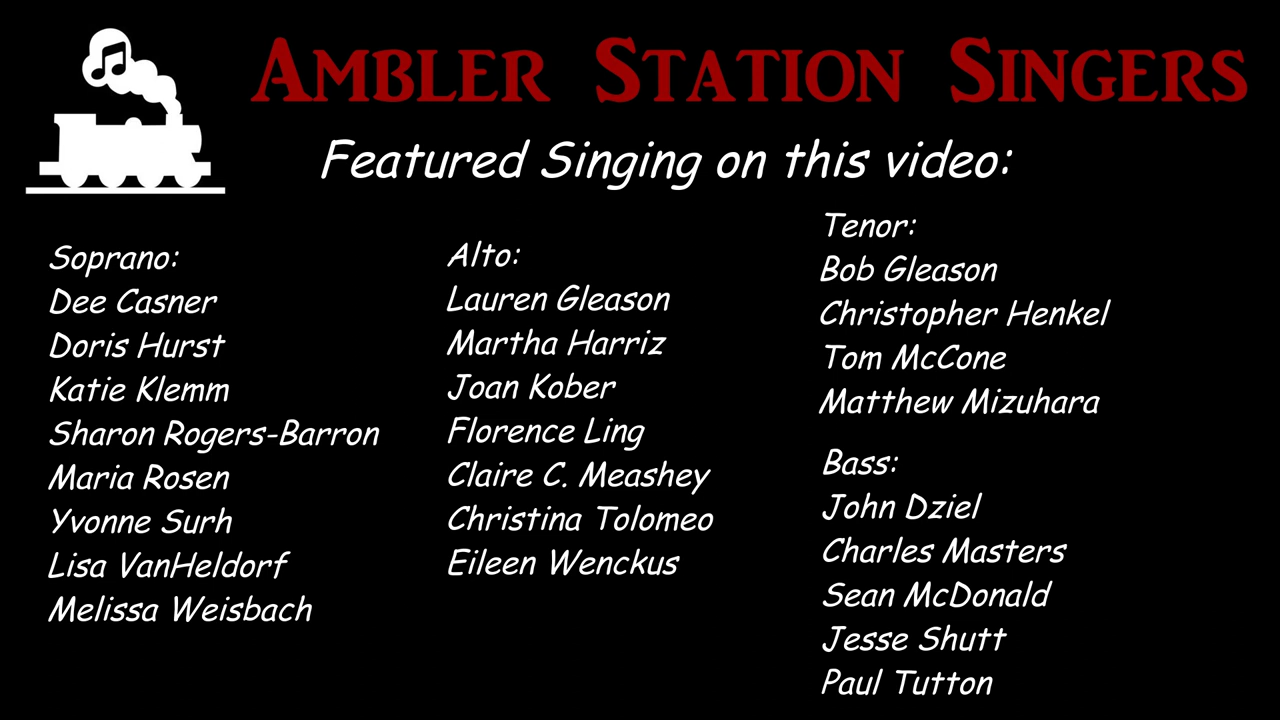 Ambler Station Singers
Featured Singing on this video:
Soprano:
Dee Casner
Doris Hurst
Katie Klemm
Sharon Rogers-Barron
Maria Rosen
Yvonne Surh
Lisa VanHeldorf
Melissa Weisbach
Alto:
Lauren Gleason
Martha Harriz
Joan Kober
Florence Ling
Claire C. Meashey
Christina Tolomeo
Eileen Wenckus
Tenor:
Bob Gleason
Christopher Henkel
Tom McCone
Matthew Mizuhara
Bass:
John Dziel
Charles Masters
Sean McDonald
Jesse Shutt
Paul Tutton